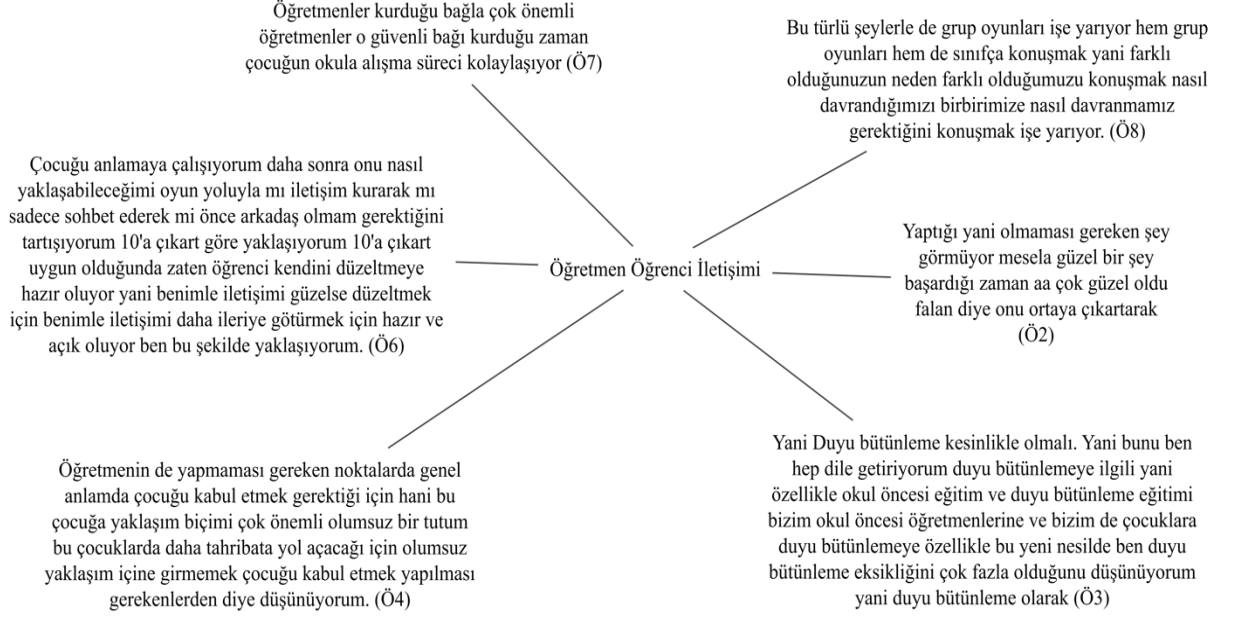 Öğretmenler kurduğu bağla çok önemli
öğretmenler o güvenli bağı kurduğu zaman
çocuğun okula alışma süreci kolaylaşıyor (Ö7)
Bu türlü şeylerle de grup oyunları işe yarıyor hem grup
oyunları hem de sınıfça konuşmak yani farklı
olduğunuzun neden farklı olduğumuzu konuşmak nasıl
davrandığımızı birbirimize nasıl davranmamız
gerektiğini konuşmak işe yarıyor. (Ö8)
Çocuğu anlamaya çalışıyorum daha sonra onu nasıl
yaklaşabileceğimi oyun yoluyla mı iletişim kurarak mı
sadece sohbet ederek mi önce arkadaş olmam gerektiğini
tartışıyorum 10'a çıkart göre yaklaşıyorum 10'a çıkart
uygun olduğunda zaten öğrenci kendini düzeltmeye
hazır oluyor yani benimle iletişimi güzelse düzeltmek
için benimle iletişimi daha ileriye götürmek için hazır ve
açık oluyor ben bu şekilde yaklaşıyorum. (Ö6)
Öğretmen Öğrenci İletişimi
Yaptığı yani olmaması gereken şey
görmüyor mesela güzel bir şey
başardığı zaman aa çok güzel oldu
falan diye onu ortaya çıkartarak
(Ö2)
Öğretmenin de yapmaması gereken noktalarda genel
anlamda çocuğu kabul etmek gerektiği için hani bu
çocuğa yaklaşım biçimi çok önemli olumsuz bir tutum
bu çocuklarda daha tahribata yol açacağı için olumsuz
yaklaşım içine girmemek çocuğu kabul etmek yapılması
gerekenlerden diye düşünüyorum. (Ö4)
Yani Duyu bütünleme kesinlikle olmalı. Yani bunu ben
hep dile getiriyorum duyu bütünlemeye ilgili yani
özellikle okul öncesi eğitim ve duyu bütünleme eğitimi
bizim okul öncesi öğretmenlerine ve bizim de çocuklara
duyu bütünlemeye özellikle bu yeni nesilde ben duyu
bütünleme eksikliğini çok fazla olduğunu düşünüyorum
yani duyu bütünleme olarak (Ö3)